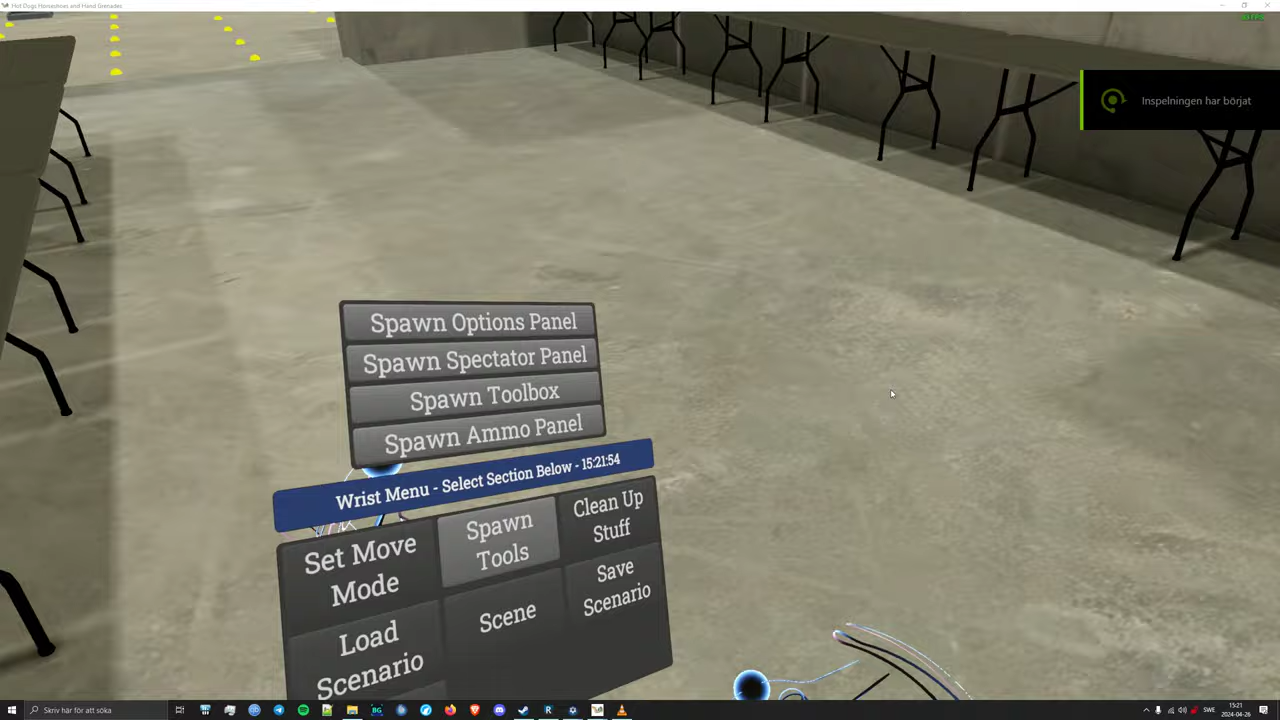 Hot Dogs Horseshoes and Hand Grenades
Inspelningen har börjat
Spawn Options Panel
Spawn Spectator Panel
Spawn Toolbox
Spawn Ammo Panel
Wrist Menu - Select Section Below - 15:21:54
Set Move
Mode
Spawn
Tools
Clean Up
Stuff
Load
Scenario
Scene
Save
Scenario
Skriv här för att söka
SWE
15:21
2024-04-26